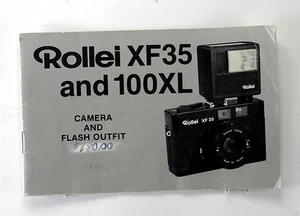 Rollei XF35
and 100XL
CAMERA
AND
FLASH OUTFIT
Rollei
Rollei XF 35